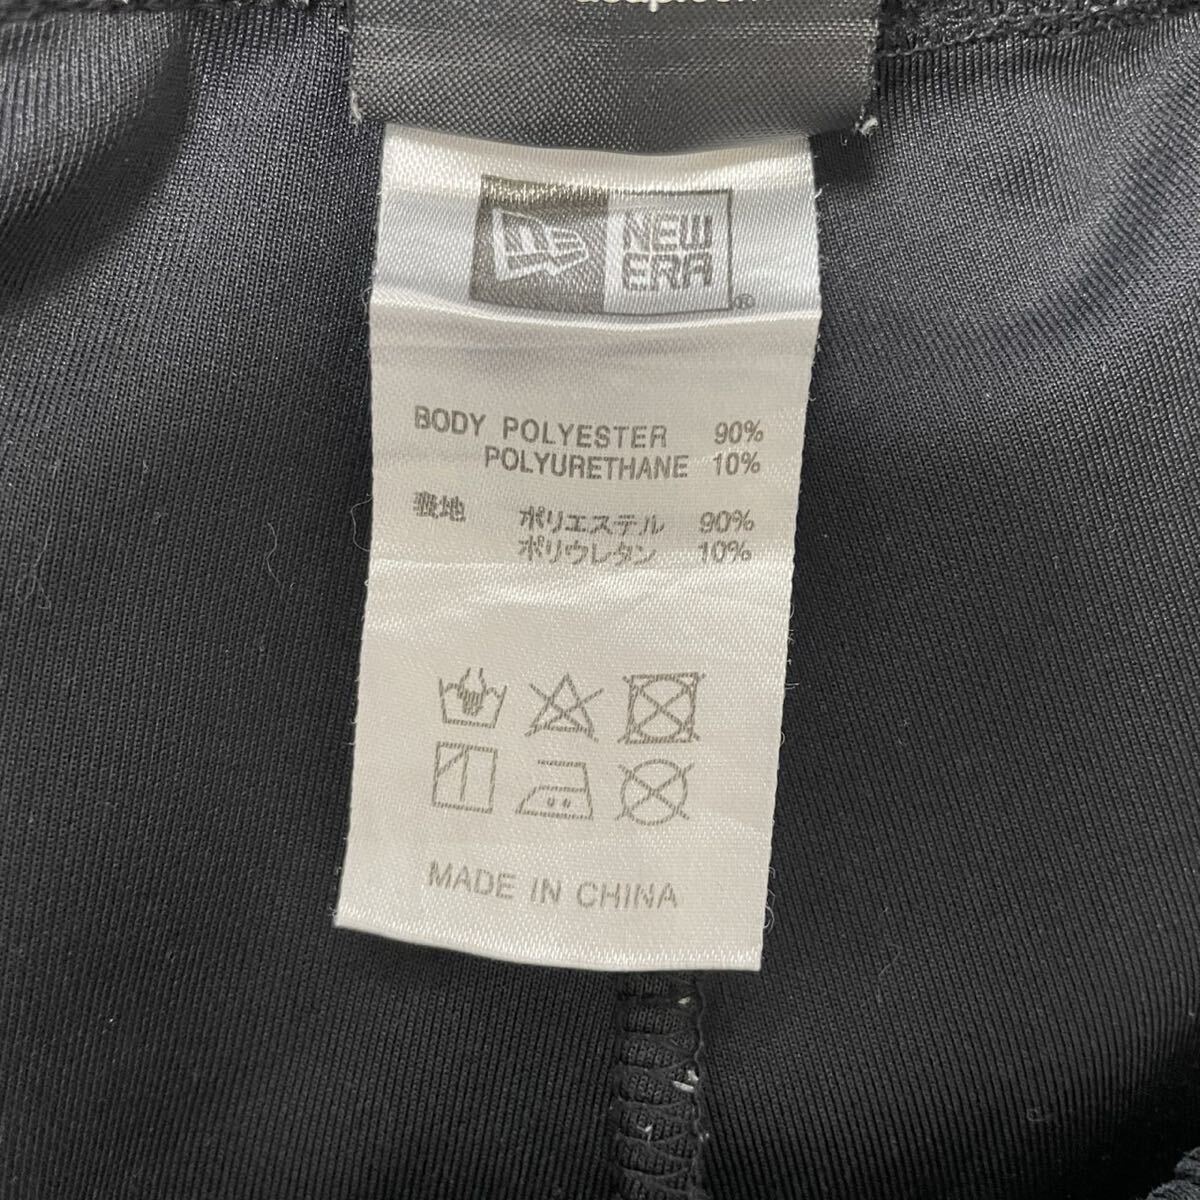 NEW
ERA
®
BODY POLYESTER 90%
POLYURETHANE 10%
表地 ポリエステル 90%
ポリウレタン 10%
MADE IN CHINA